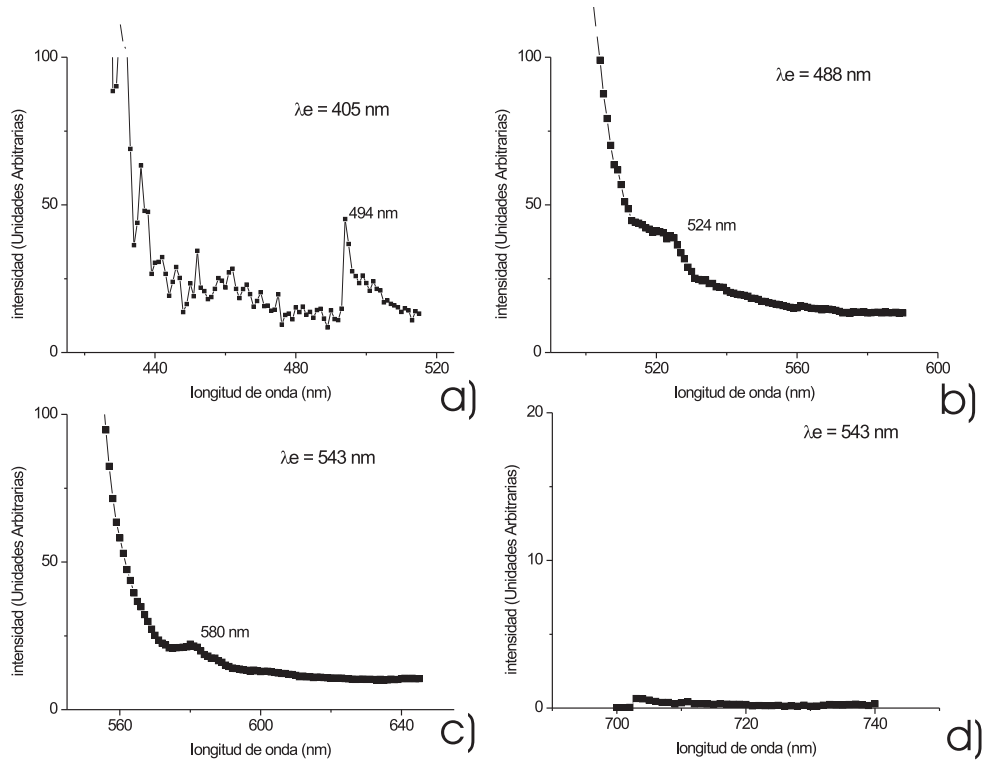 100
50
0
440
480
520
intensidad (Unidades Arbitrarias)
longitud de onda (nm)
λe = 405 nm
494 nm
a)
100
50
0
520
560
600
intensidad (Unidades Arbitrarias)
longitud de onda (nm)
λe = 488 nm
524 nm
b)
100
50
0
560
600
640
intensidad (Unidades Arbitrarias)
longitud de onda (nm)
λe = 543 nm
580 nm
c)
20
10
0
700
720
740
intensidad (Unidades Arbitrarias)
longitud de onda (nm)
λe = 543 nm
d)